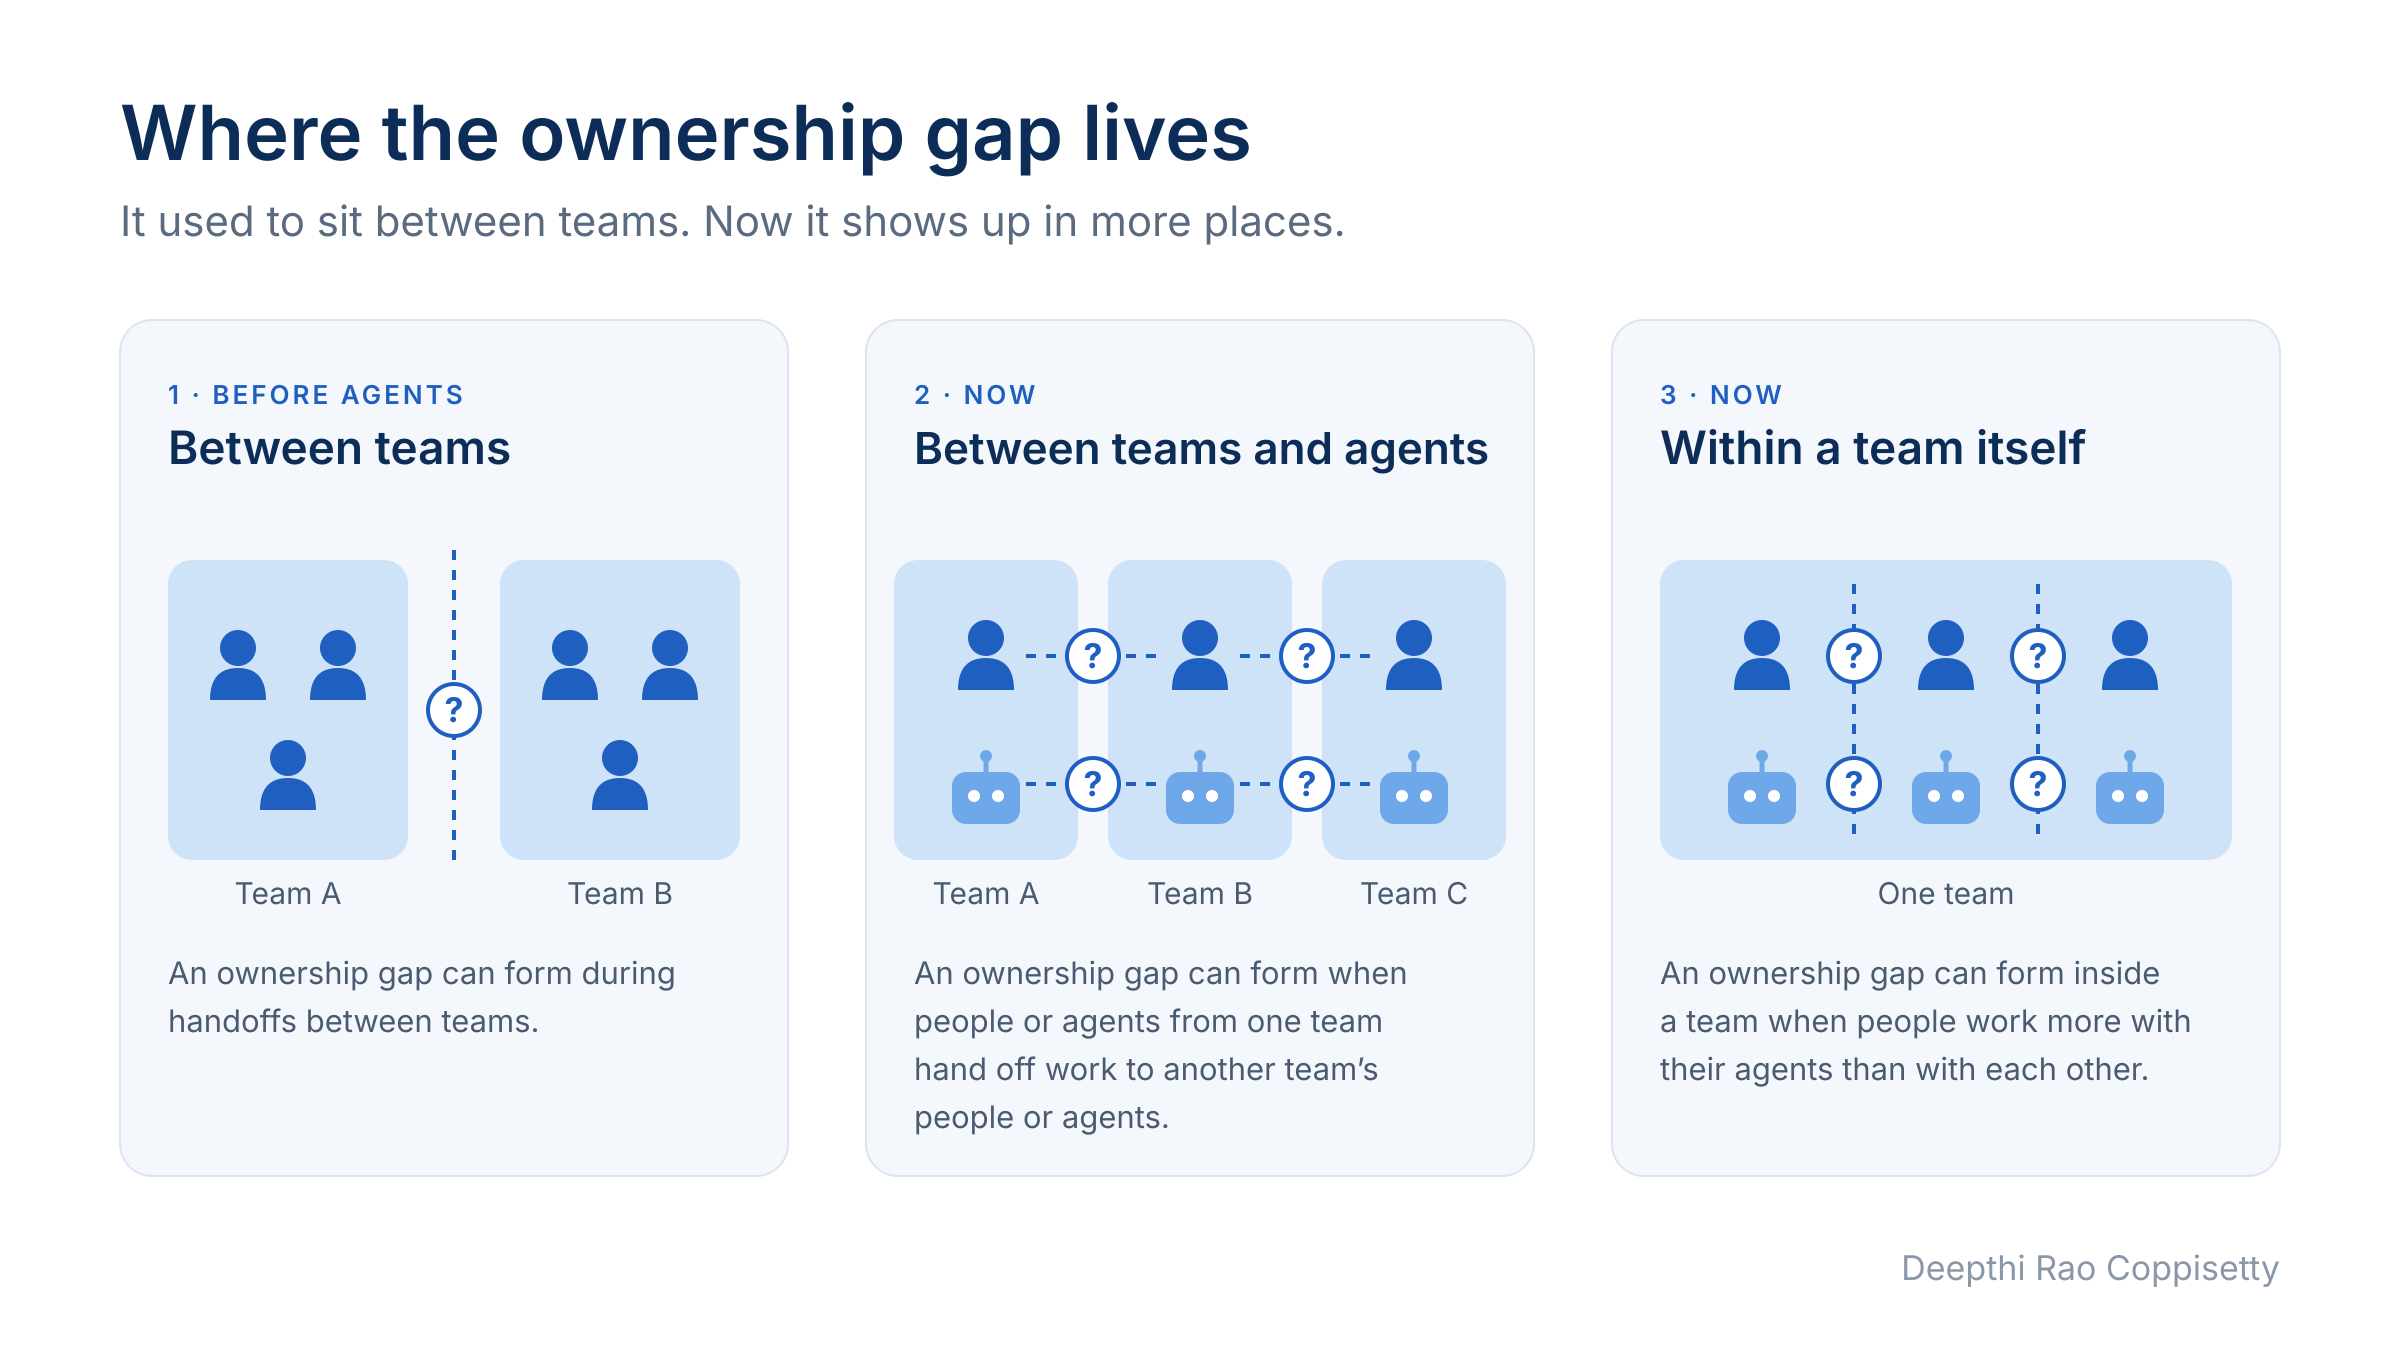 Where the ownership gap lives
It used to sit between teams. Now it shows up in more places.
1 · BEFORE AGENTS
Between teams
?
Team A
Team B
An ownership gap can form during
handoffs between teams.
2 · NOW
Between teams and agents
? ?
? ?
Team A
Team B
Team C
An ownership gap can form when
people or agents from one team
hand off work to another team’s
people or agents.
3 · NOW
Within a team itself
? ?
? ?
One team
An ownership gap can form inside
a team when people work more with
their agents than with each other.
Deepthi Rao Coppisetty